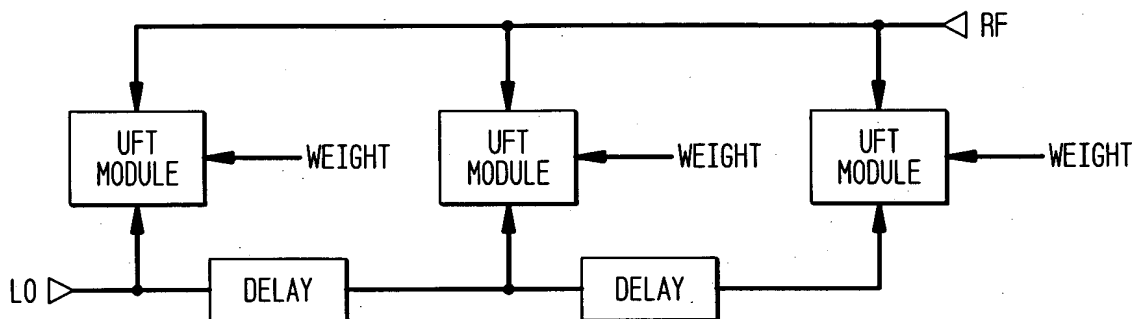 RF
UFT
MODULE
WEIGHT
UFT
MODULE
WEIGHT
UFT
MODULE
WEIGHT
LO
DELAY
DELAY